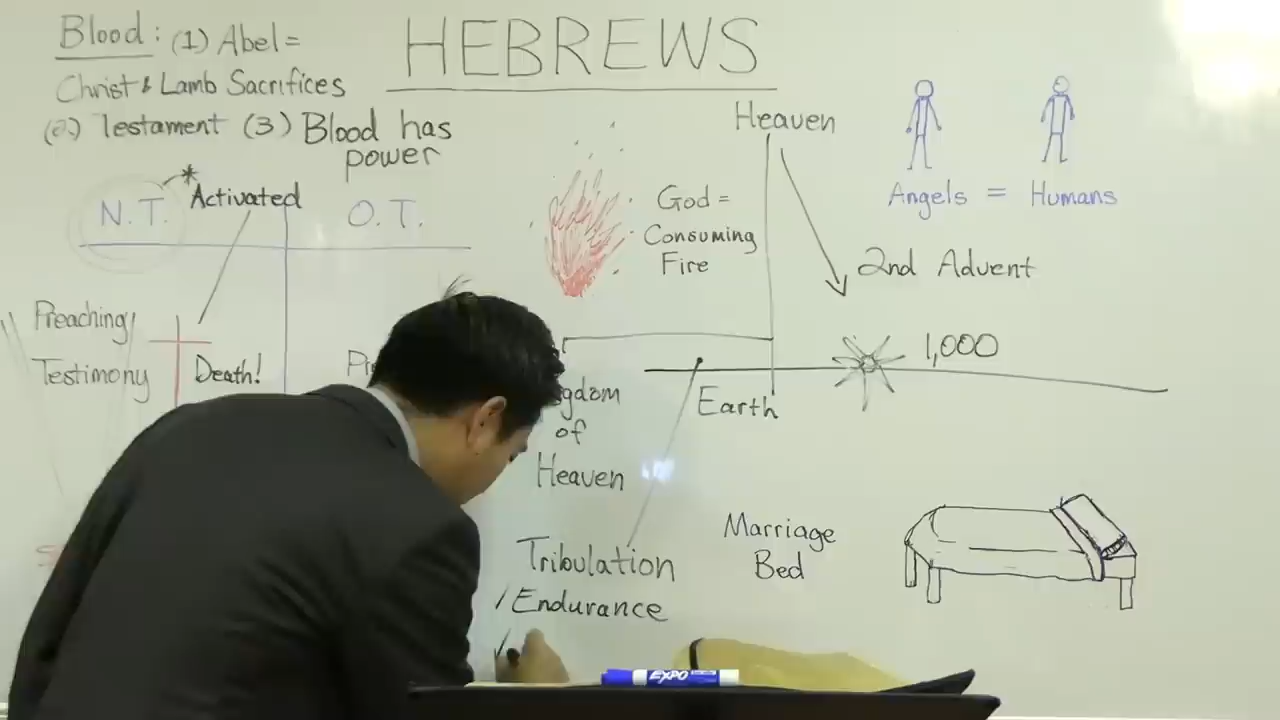 HEBREWS
Blood: (1) Abel =
Christ & Lamb Sacrifices
(2) Testament (3) Blood has
power
N.T. * Activated O.T.
Preaching
Testimony
Death!
God =
Consuming
Fire
Heaven
Angels = Humans
2nd Advent
1,000
Earth
of
Heaven
Tribulation
/Endurance
Marriage
Bed
EXPO